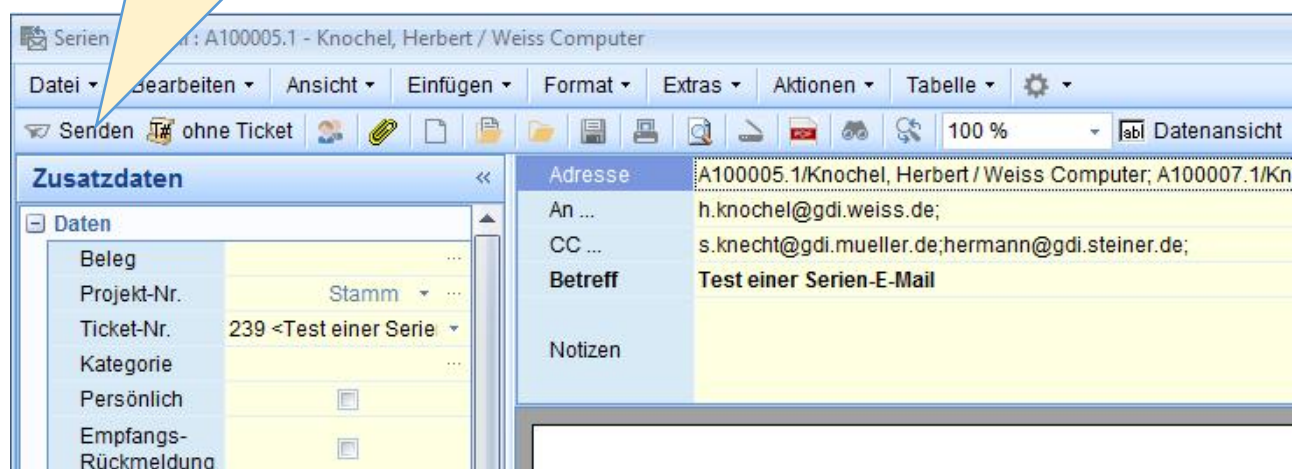 Serien : A100005.1 - Knochel, Herbert / Weiss Computer
Datei Bearbeiten Ansicht Einfügen Format Extras Aktionen Tabelle
Senden ohne Ticket 100 % Datenansicht
Zusatzdaten
Daten
Beleg
Projekt-Nr. Stamm
Ticket-Nr. 239 <Test einer Serie
Kategorie
Persönlich
Empfangs-
Rückmeldung
Adresse A100005.1/Knochel, Herbert / Weiss Computer; A100007.1/Kn
An ... h.knochel@gdi.weiss.de;
CC ... s.knecht@gdi.mueller.de;hermann@gdi.steiner.de;
Betreff Test einer Serien-E-Mail
Notizen